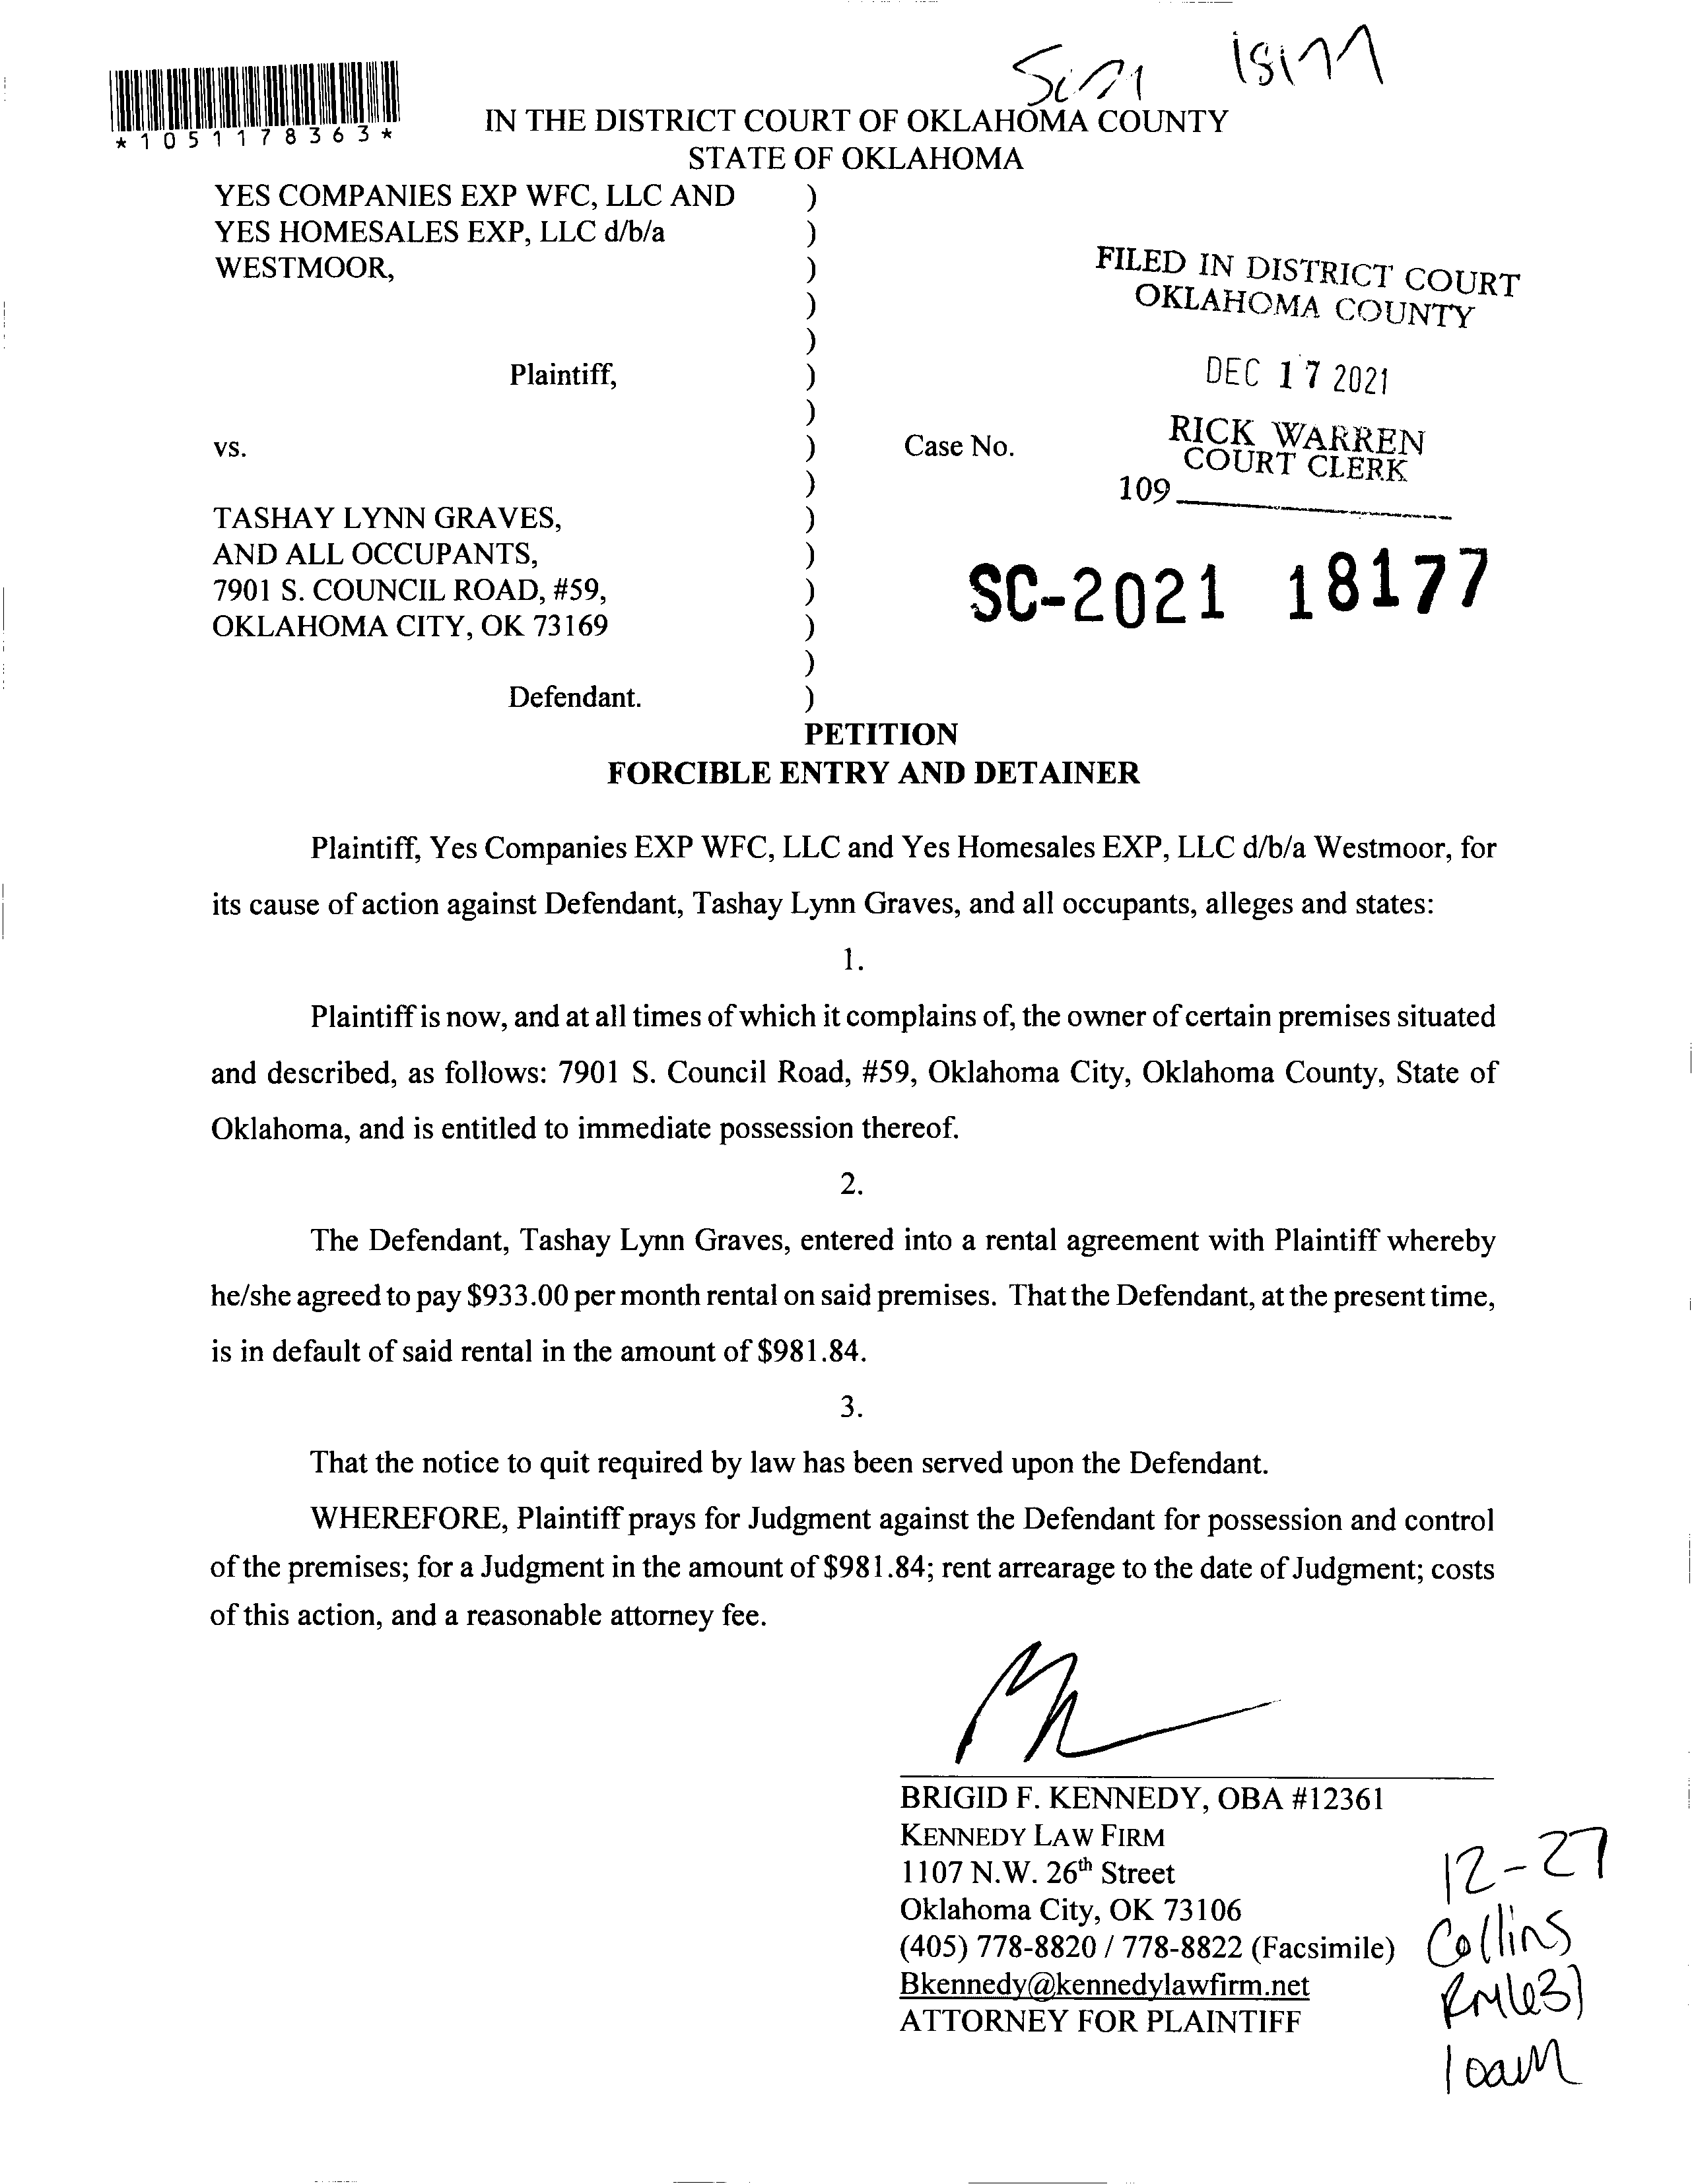 *1051178363*
IN THE DISTRICT COURT OF OKLAHOMA COUNTY
STATE OF OKLAHOMA
YES COMPANIES EXP WFC, LLC AND )
YES HOMESALES EXP, LLC d/b/a )
WESTMOOR, )
)
)
Plaintiff, )
)
vs. ) Case No.
)
TASHAY LYNN GRAVES, )
AND ALL OCCUPANTS, )
7901 S. COUNCIL ROAD, #59, )
OKLAHOMA CITY, OK 73169 )
)
Defendant. )
FILED IN DISTRICT COURT
OKLAHOMA COUNTY
DEC 17 2021
RICK WARREN
COURT CLERK
109
SC-2021 18177
PETITION
FORCIBLE ENTRY AND DETAINER
Plaintiff, Yes Companies EXP WFC, LLC and Yes Homesales EXP, LLC d/b/a Westmoor, for
its cause of action against Defendant, Tashay Lynn Graves, and all occupants, alleges and states:
1.
Plaintiff is now, and at all times of which it complains of, the owner of certain premises situated
and described, as follows: 7901 S. Council Road, #59, Oklahoma City, Oklahoma County, State of
Oklahoma, and is entitled to immediate possession thereof.
2.
The Defendant, Tashay Lynn Graves, entered into a rental agreement with Plaintiff whereby
he/she agreed to pay $933.00 per month rental on said premises. That the Defendant, at the present time,
is in default of said rental in the amount of $981.84.
3.
That the notice to quit required by law has been served upon the Defendant.
WHEREFORE, Plaintiff prays for Judgment against the Defendant for possession and control
of the premises; for a Judgment in the amount of $981.84; rent arrearage to the date of Judgment; costs
of this action, and a reasonable attorney fee.
BRIGID F. KENNEDY, OBA #12361
KENNEDY LAW FIRM
1107 N.W. 26th Street
Oklahoma City, OK 73106
(405) 778-8820 / 778-8822 (Facsimile)
Bkennedy@kennedylawfirm.net
ATTORNEY FOR PLAINTIFF
12-27
Collins
10am